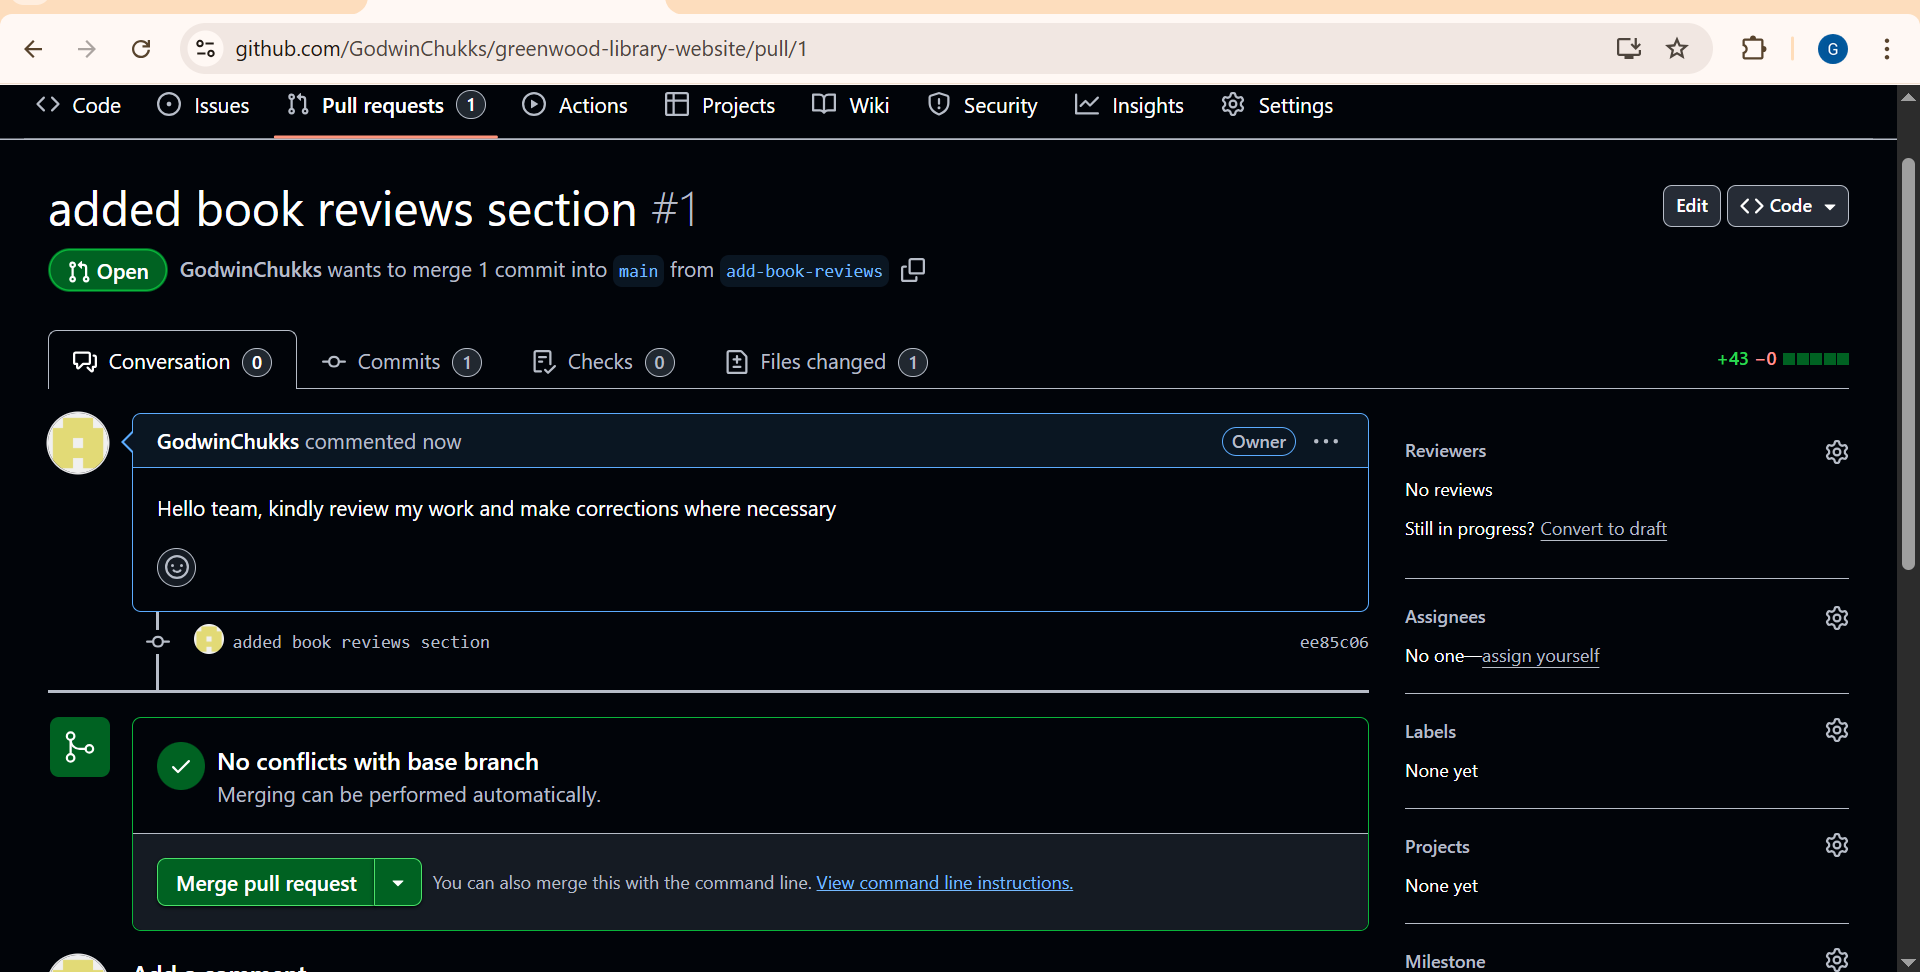 github.com/GodwinChukks/greenwood-library-website/pull/1
G
Code Issues Pull requests 1 Actions Projects Wiki Security Insights Settings
added book reviews section #1
Edit <> Code
Open GodwinChukks wants to merge 1 commit into main from add-book-reviews
Conversation 0 Commits 1 Checks 0 Files changed 1
+43 −0
GodwinChukks commented now
Owner
Hello team, kindly review my work and make corrections where necessary
added book reviews section
ee85c06
No conflicts with base branch
Merging can be performed automatically.
Merge pull request
You can also merge this with the command line. View command line instructions.
Add a comment
Reviewers
No reviews
Still in progress? Convert to draft
Assignees
No one—assign yourself
Labels
None yet
Projects
None yet
Milestone